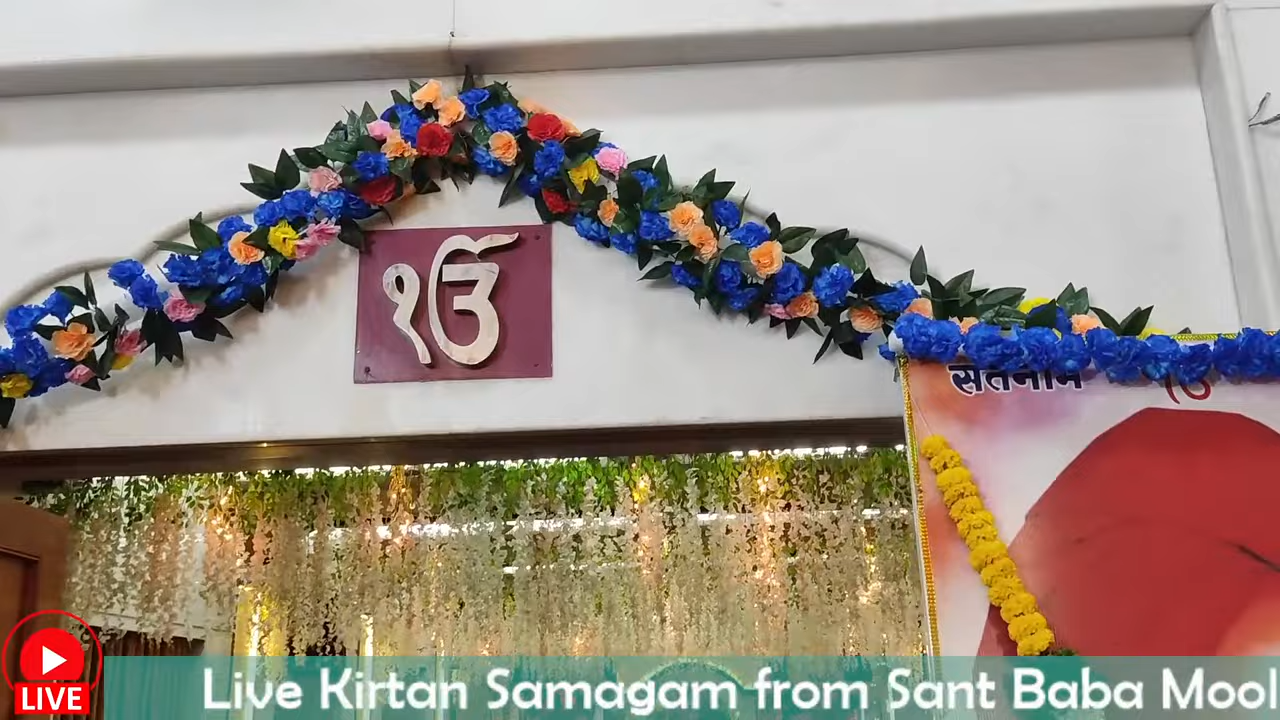 ੴ
सतनाम
ੴ
LIVE
Live Kirtan Samagam from Sant Baba Mool